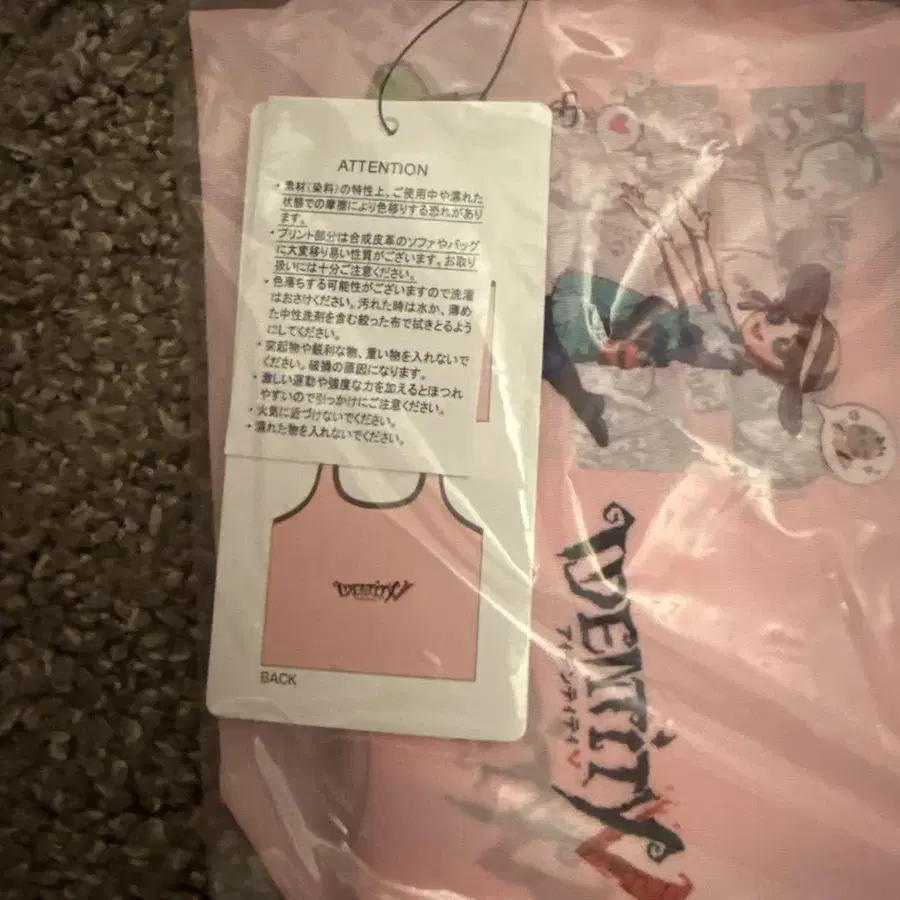 ATTENTION
・素材(染料)の特性上、ご使用中や濡れた
状態での摩擦により色移りする恐れがあり
ます。
・プリント部分は合成皮革のソファやバッグ
に大変移り易い性質がございます。お取り
扱いには十分ご注意ください。
・色落ちする可能性がございますので洗濯
はおさけください。汚れた時は水か、薄め
た中性洗剤を含む絞った布で拭きとるよう
にしてください。
・突起物や鋭利な物、重い物を入れないで
ください。破損の原因になります。
・激しい運動や強度な力を加えるとほつれ
やすいので引っかけにご注意ください。
・火気に近づけないでください。
・濡れた物を入れないでください。
IDENTITY V
BACK
IDENTITY V
アイデンティティV